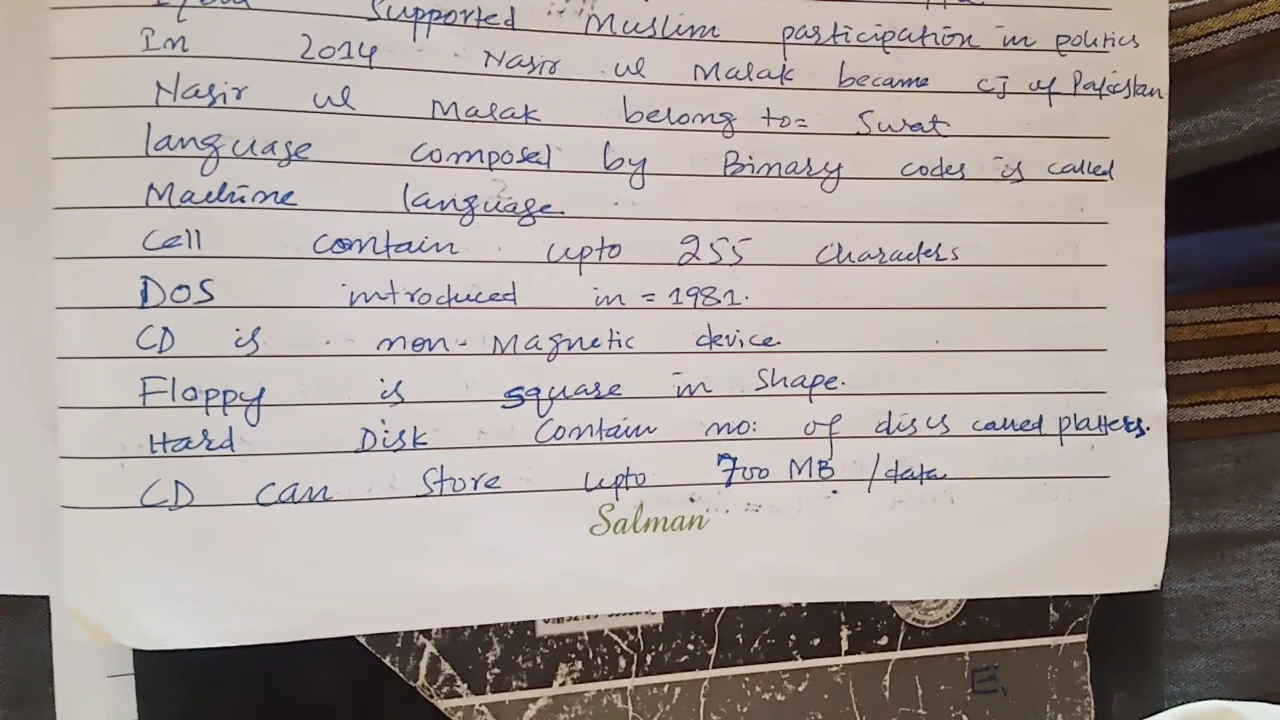 Supported Muslim participation in politics
In 2014 Nasir ul Malak became CJ of Pakistan
Nasir ul Malak belong to= Swat
language composed by Binary codes is called
Machine language.
Cell contain upto 255 characters
DOS introduced in = 1981.
CD is non-Magnetic device
Floppy is square in shape.
Hard Disk Contain no: of discs called platters.
CD can Store upto 700 MB /data
Salman
E,